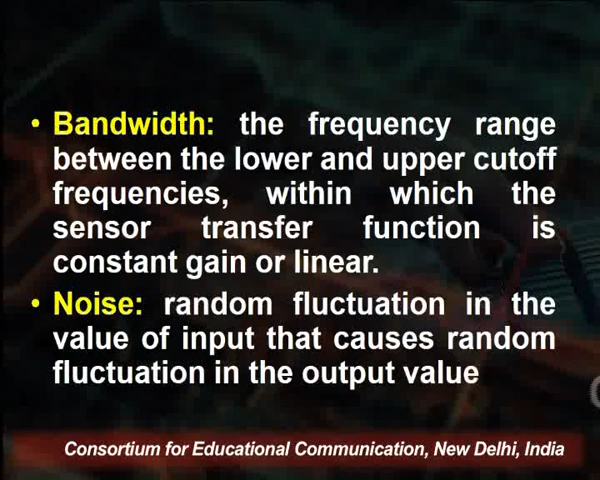 • Bandwidth: the frequency range
between the lower and upper cutoff
frequencies, within which the
sensor transfer function is
constant gain or linear.
• Noise: random fluctuation in the
value of input that causes random
fluctuation in the output value
Consortium for Educational Communication, New Delhi, India